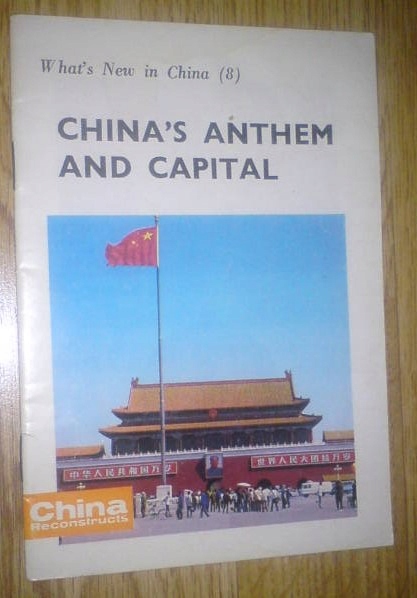 What's New in China (8)
CHINA'S ANTHEM
AND CAPITAL
中华人民共和国万岁
世界人民大团结万岁
China
Reconstructs